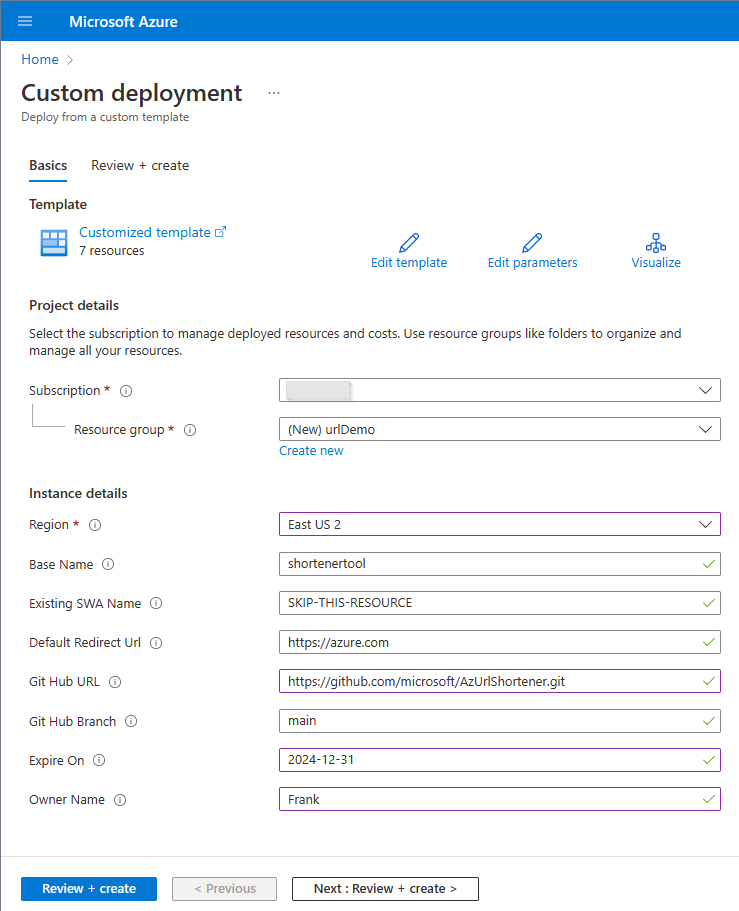 Microsoft Azure
Home
Custom deployment ...
Deploy from a custom template
Basics Review + create
Template
Customized template
7 resources
Edit template Edit parameters Visualize
Project details
Select the subscription to manage deployed resources and costs. Use resource groups like folders to organize and
manage all your resources.
Subscription *
Resource group * (New) urlDemo
Create new
Instance details
Region * East US 2
Base Name shortenertool
Existing SWA Name SKIP-THIS-RESOURCE
Default Redirect Url https://azure.com
Git Hub URL https://github.com/microsoft/AzUrlShortener.git
Git Hub Branch main
Expire On 2024-12-31
Owner Name Frank
Review + create < Previous Next : Review + create >